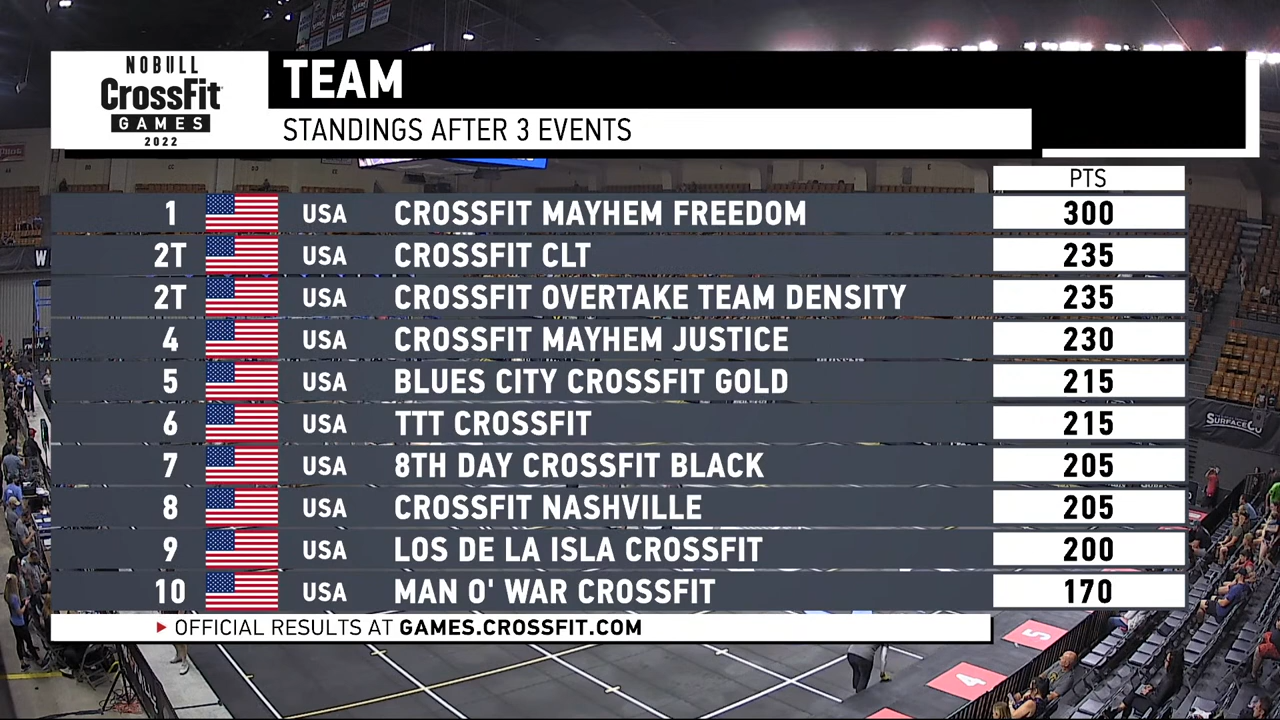 NOBULL
CrossFit
GAMES
2022
TEAM
STANDINGS AFTER 3 EVENTS
PTS
1 USA CROSSFIT MAYHEM FREEDOM 300
2T USA CROSSFIT CLT 235
2T USA CROSSFIT OVERTAKE TEAM DENSITY 235
4 USA CROSSFIT MAYHEM JUSTICE 230
5 USA BLUES CITY CROSSFIT GOLD 215
6 USA TTT CROSSFIT 215
7 USA 8TH DAY CROSSFIT BLACK 205
8 USA CROSSFIT NASHVILLE 205
9 USA LOS DE LA ISLA CROSSFIT 200
10 USA MAN O' WAR CROSSFIT 170
OFFICIAL RESULTS AT GAMES.CROSSFIT.COM
W
SURFACECO
5
4